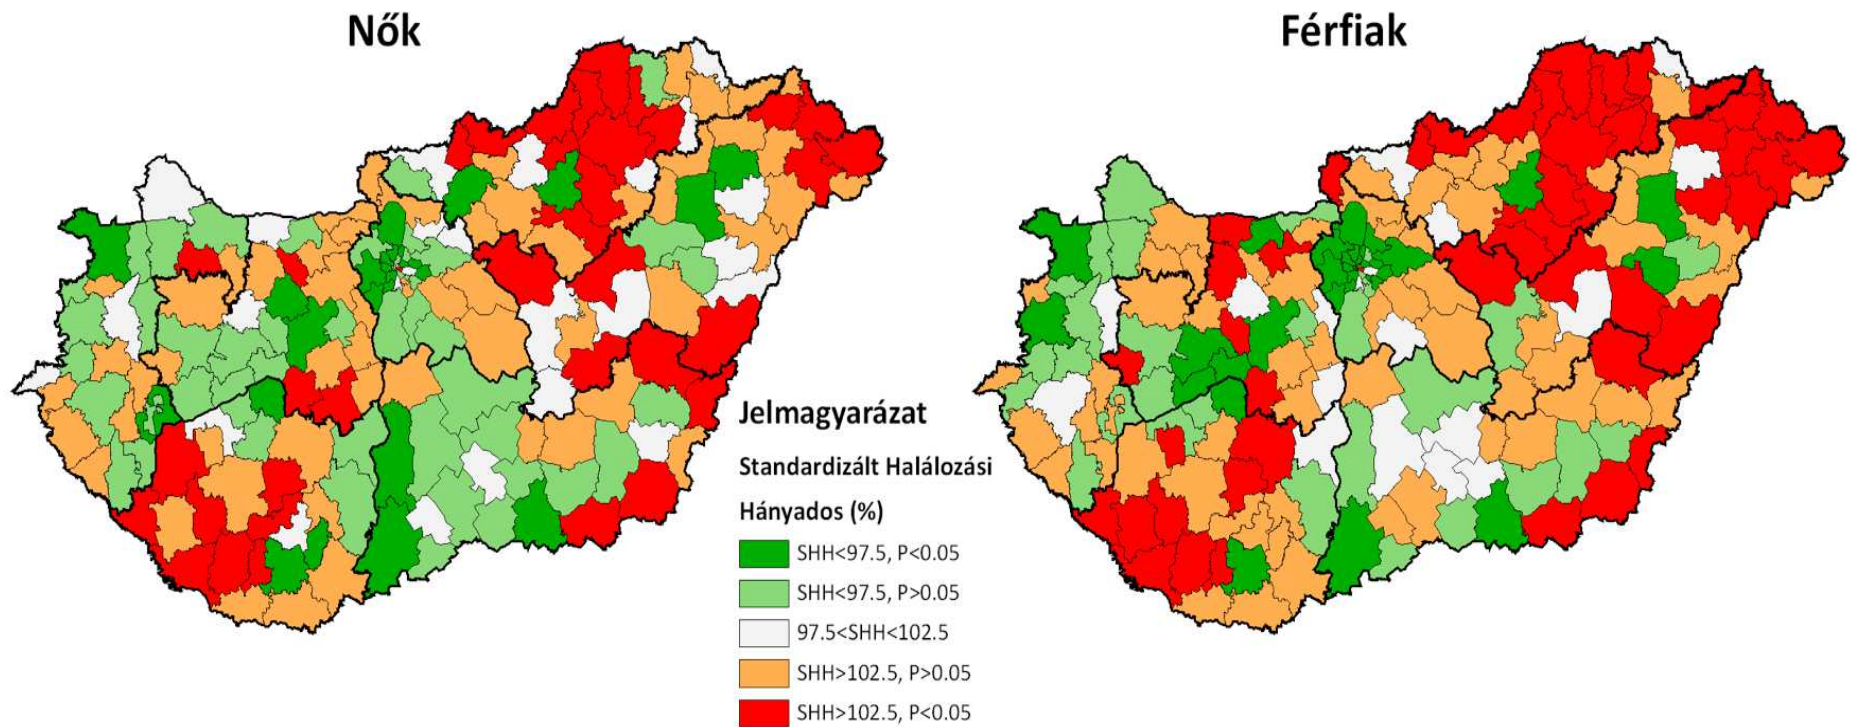 Nők
Férfiak
Jelmagyarázat
Standardizált Halálozási
Hányados (%)
SHH<97.5, P<0.05
SHH<97.5, P>0.05
97.5<SHH<102.5
SHH>102.5, P>0.05
SHH>102.5, P<0.05